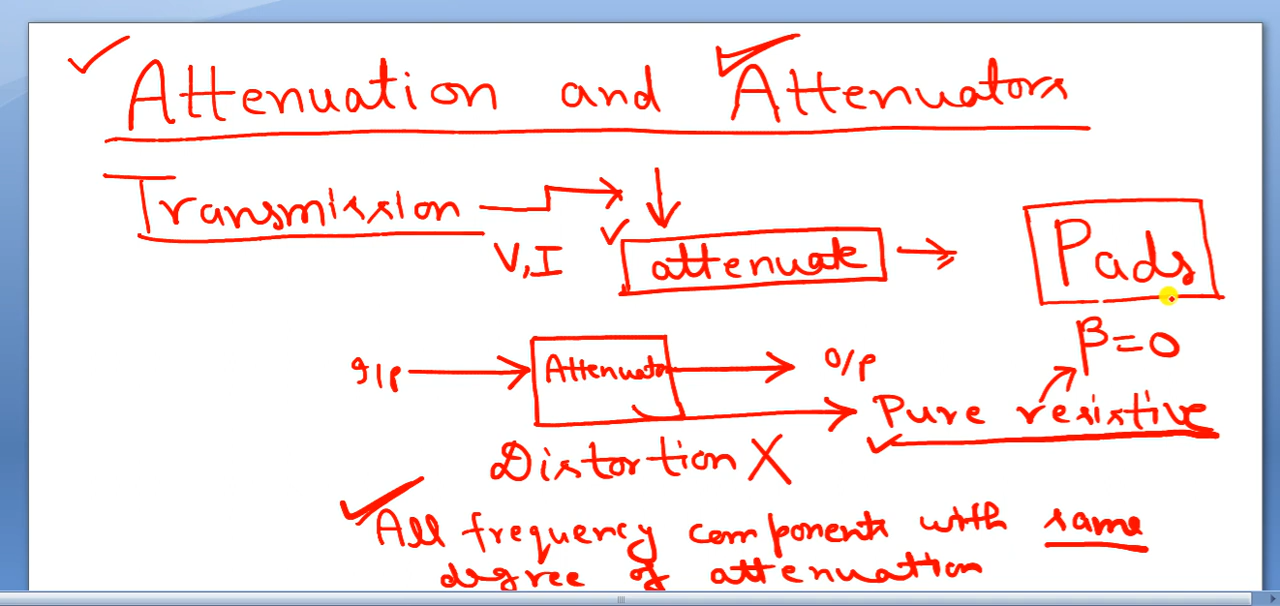 Attenuation and Attenuators
Transmission
V, I
attenuate
Pads
β = 0
I/p
Attenuator
O/p
Pure resistive
Distortion X
All frequency components with same
degree of attenuation